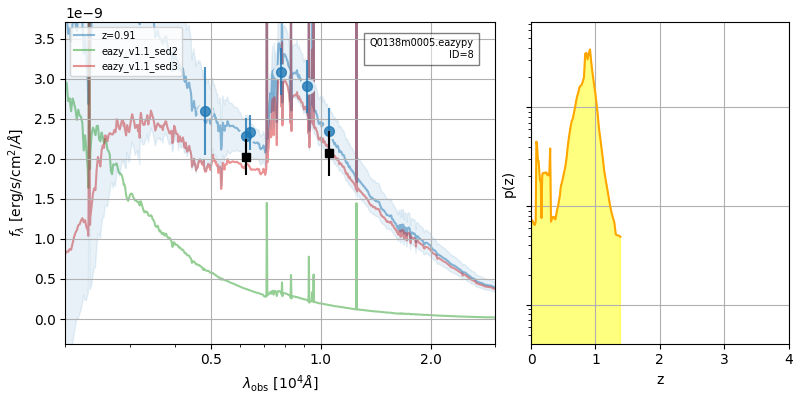 1e−9
z=0.91
eazy_v1.1_sed2
eazy_v1.1_sed3
Q0138m0005.eazypy
ID=8
3.5
3.0
2.5
2.0
1.5
1.0
0.5
0.0
f_λ [erg/s/cm²/Å]
0.5 1.0 2.0
λ_obs [10⁴Å]
p(z)
0 1 2 3 4
z